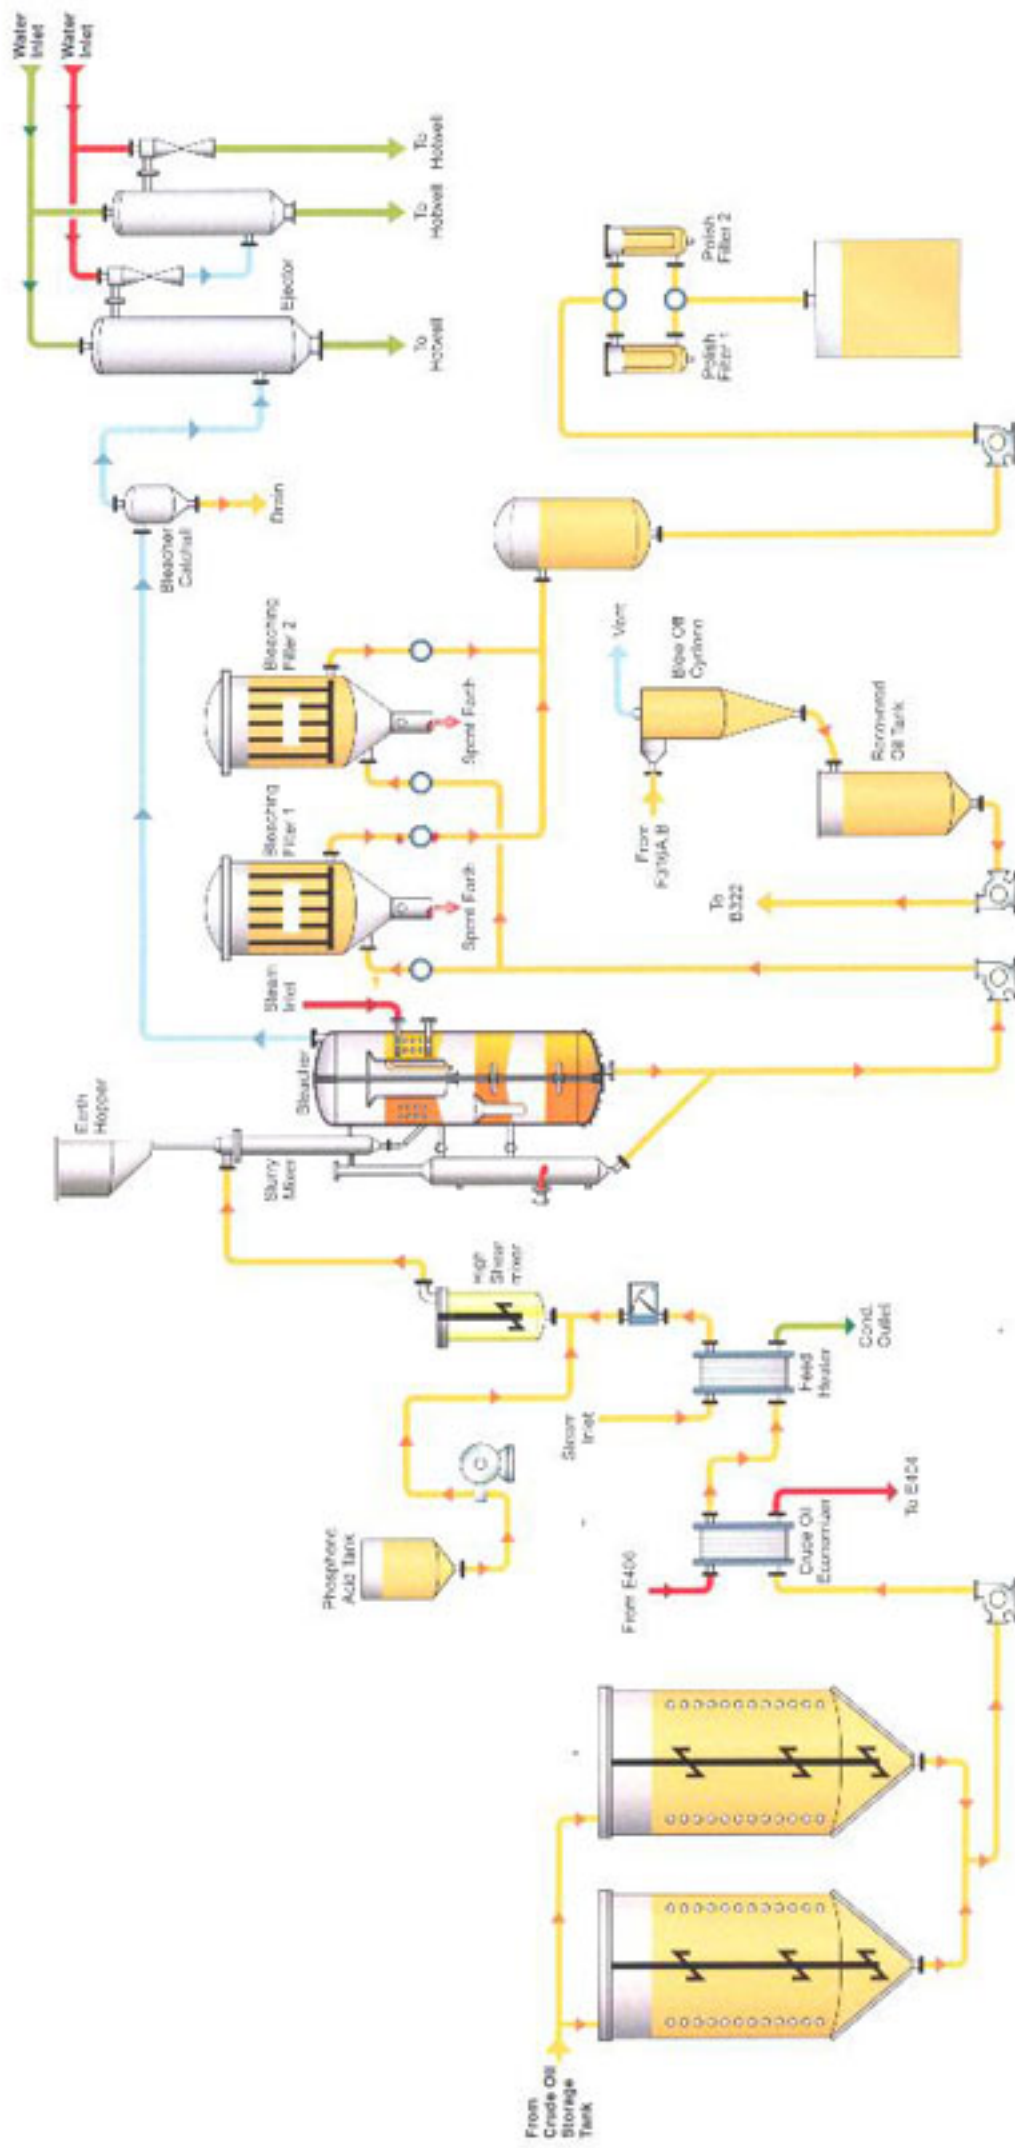 Water
Inlet
Water
Inlet
To
Hotwell
To
Hotwell
Ejector
To
Hotwell
Bleacher
Catchall
Drain
Polish
Filter 2
Polish
Filter 1
Bleaching
Filter 2
Spent Earth
Bleaching
Filter 1
Spent Earth
Vent
Blow Off
Cyclone
From
Recovered
Oil Tank
To
B322
Steam
Inlet
Bleacher
Earth
Hopper
Slurry
Mixer
High
Shear
mixer
Phosphoric
Acid Tank
Steam
Inlet
Feed
Heater
Cond.
Outlet
From E406
Crude Oil
Economizer
To E404
From
Crude Oil
Storage
Tank